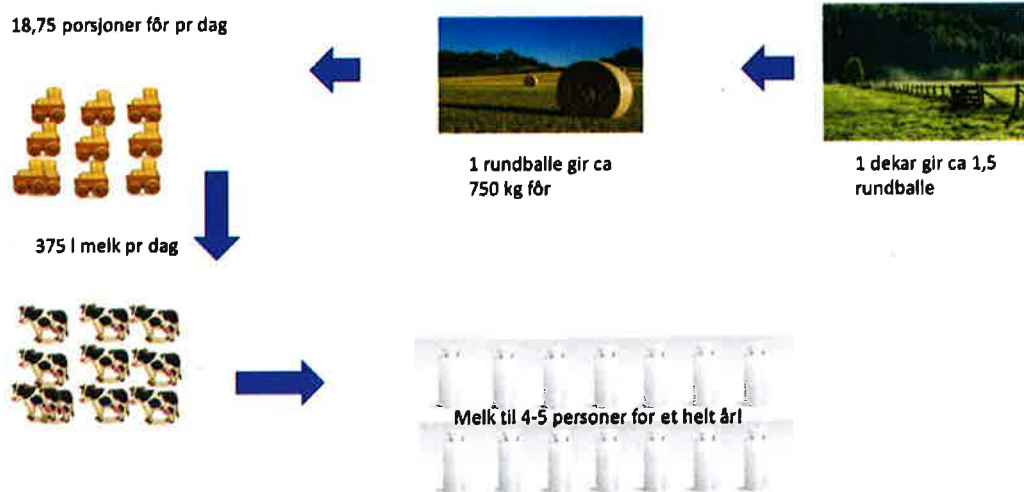 18,75 porsjoner fôr pr dag
1 rundballe gir ca
750 kg fôr
1 dekar gir ca 1,5
rundballe
375 l melk pr dag
Melk til 4-5 personer for et helt år!